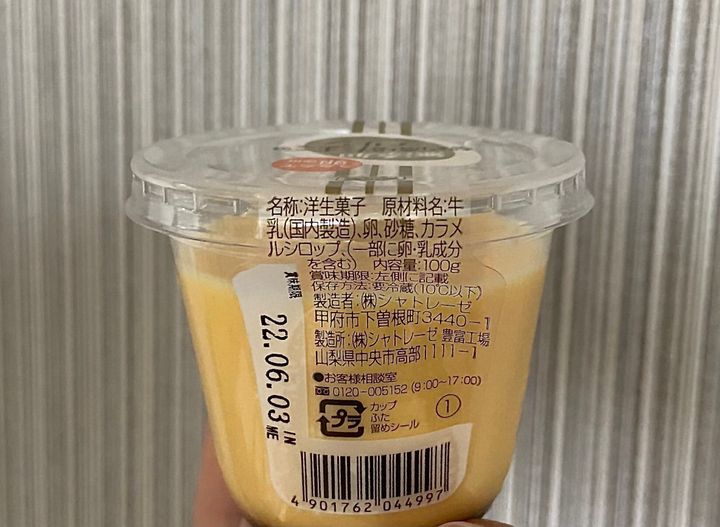 名称:洋生菓子 原材料名:牛
乳(国内製造)、卵、砂糖、カラメ
ルシロップ、(一部に卵・乳成分
を含む) 内容量:100g
賞味期限:左側に記載
保存方法:要冷蔵(10℃以下)
製造者:(株)シャトレーゼ
甲府市下曽根町3440-1
製造所:(株)シャトレーゼ 豊富工場
山梨県中央市高部1111-1
●お客様相談室
0120-005152 (9:00~17:00)
プラ
カップ
ふた
留めシール
1
賞味期限
22.06.03
IN
ME
4 901762 044997